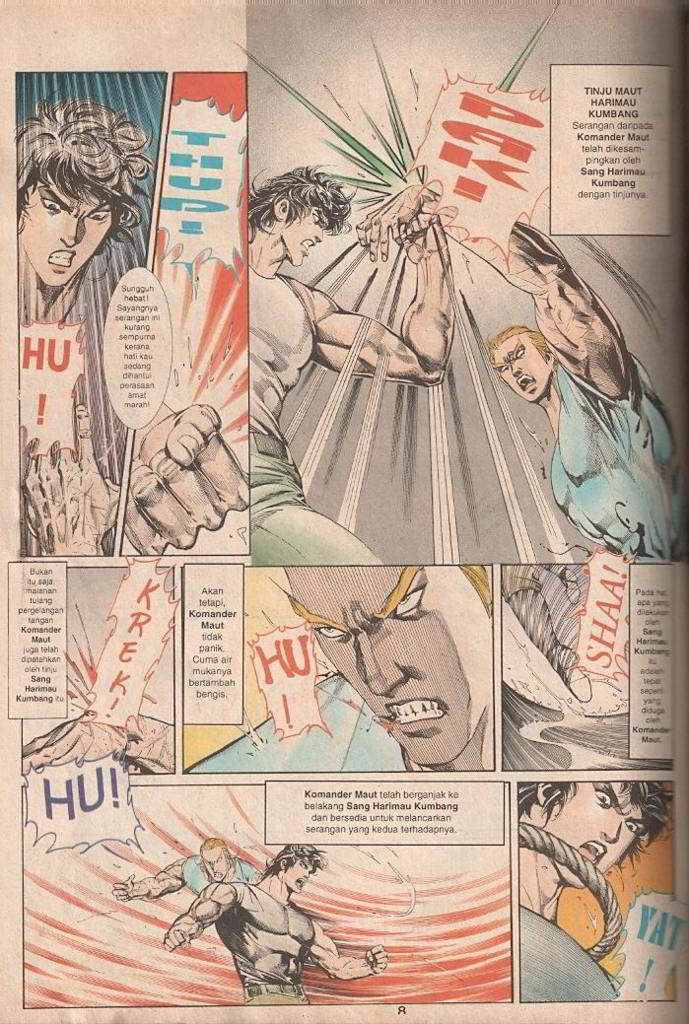 THUP!
PUK!
TINJU MAUT
HARIMAU
KUMBANG
Serangan daripada
Komander Maut
telah dikesam-
pingkan oleh
Sang Harimau
Kumbang
dengan tinjunya.
Sungguh
hebat!
Sayangnya
serangan ini
kurang
sempurna
kerana
hati kau
sedang
dihantui
perasaan
amat
marah!
HU
!
Bukan
itu saja,
malahan
tulang
pergelangan
tangan
Komander
Maut
juga telah
dipatahkan
oleh tinju
Sang
Harimau
Kumbang itu.
KREK!
Akan
tetapi,
Komander
Maut
tidak
panik.
Cuma air
mukanya
bertambah
bengis.
HU
!
SHAA!
Pada hal,
apa yang
dilakukan
oleh
Sang
Harimau
Kumbang
itu
adalah
tepat
seperti
yang
diduga
oleh
Komander
Maut.
HU!
Komander Maut telah berganjak ke
belakang Sang Harimau Kumbang
dan bersedia untuk melancarkan
serangan yang kedua terhadapnya.
YAT
!
8